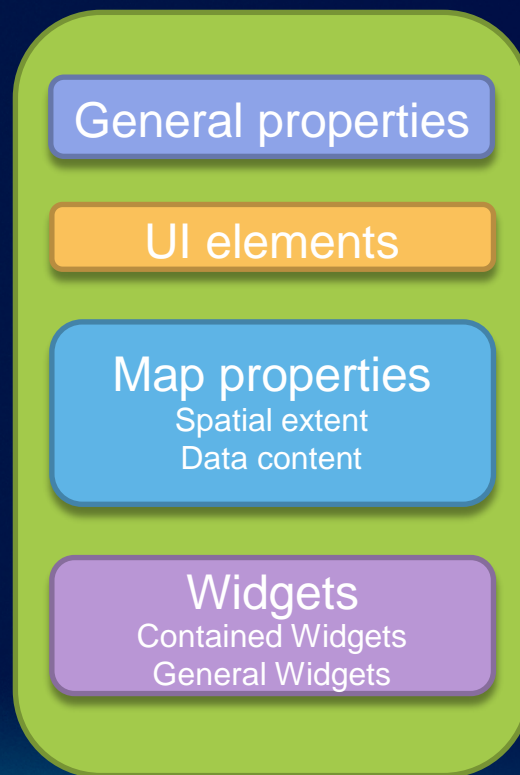 General properties
UI elements
Map properties
Spatial extent
Data content
Widgets
Contained Widgets
General Widgets